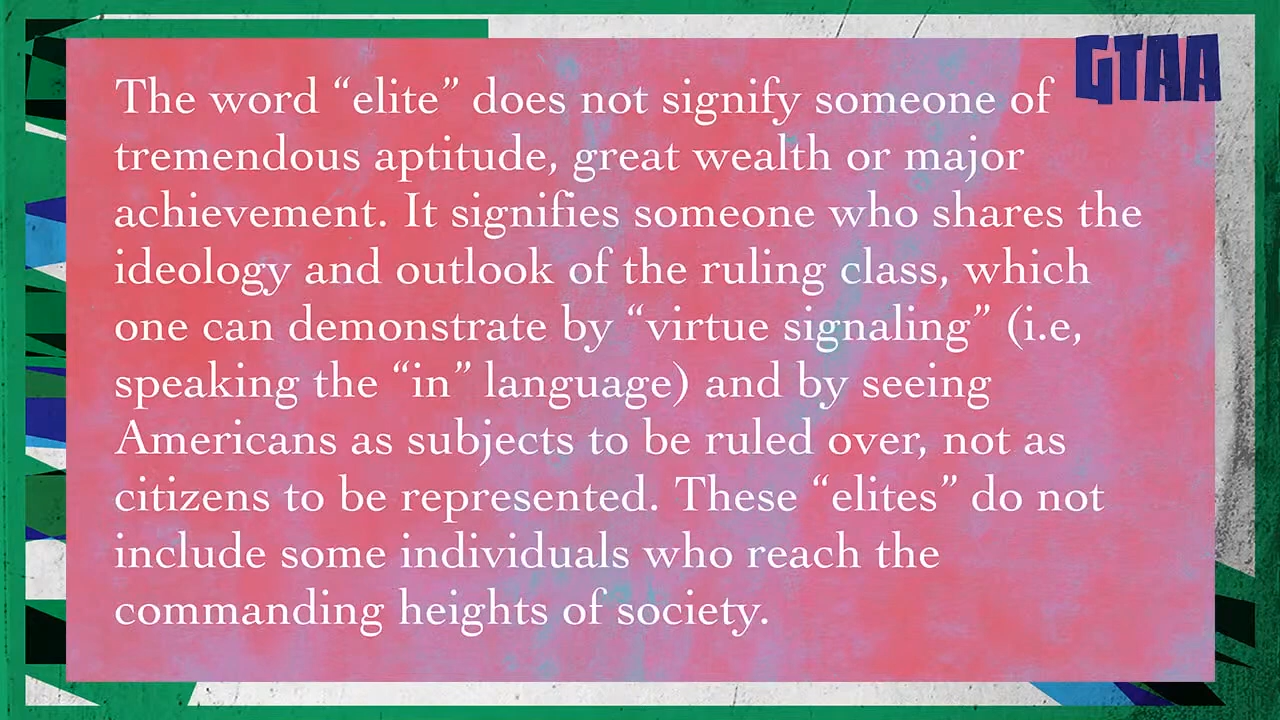 GTAA
The word “elite” does not signify someone of
tremendous aptitude, great wealth or major
achievement. It signifies someone who shares the
ideology and outlook of the ruling class, which
one can demonstrate by “virtue signaling” (i.e,
speaking the “in” language) and by seeing
Americans as subjects to be ruled over, not as
citizens to be represented. These “elites” do not
include some individuals who reach the
commanding heights of society.